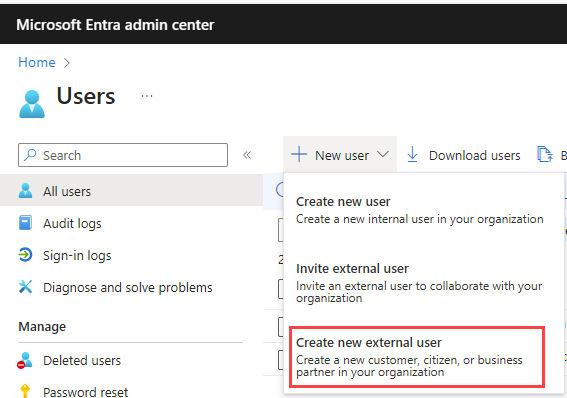 Microsoft Entra admin center
Home
Users
Search
New user
Download users
B
All users
Create new user
Create a new internal user in your organization
Audit logs
Sign-in logs
2
Invite external user
Invite an external user to collaborate with your
organization
Diagnose and solve problems
Manage
Create new external user
Create a new customer, citizen, or business
partner in your organization
Deleted users
Password reset